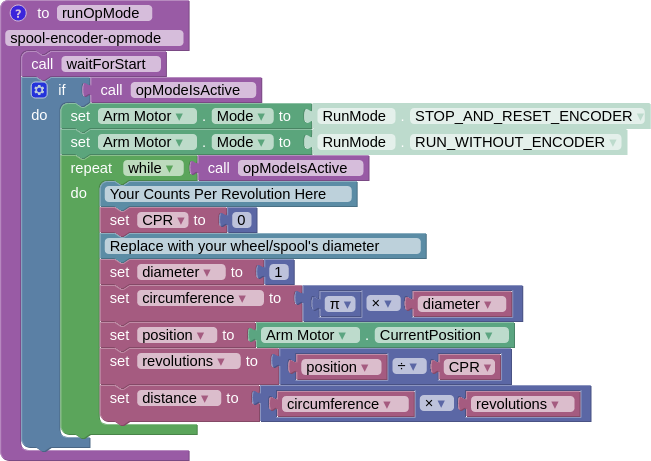 ? to runOpMode
spool-encoder-opmode
call waitForStart
if call opModeIsActive
do set Arm Motor . Mode to RunMode . STOP_AND_RESET_ENCODER
set Arm Motor . Mode to RunMode . RUN_WITHOUT_ENCODER
repeat while call opModeIsActive
do Your Counts Per Revolution Here
set CPR to 0
Replace with your wheel/spool's diameter
set diameter to 1
set circumference to π × diameter
set position to Arm Motor . CurrentPosition
set revolutions to position ÷ CPR
set distance to circumference × revolutions